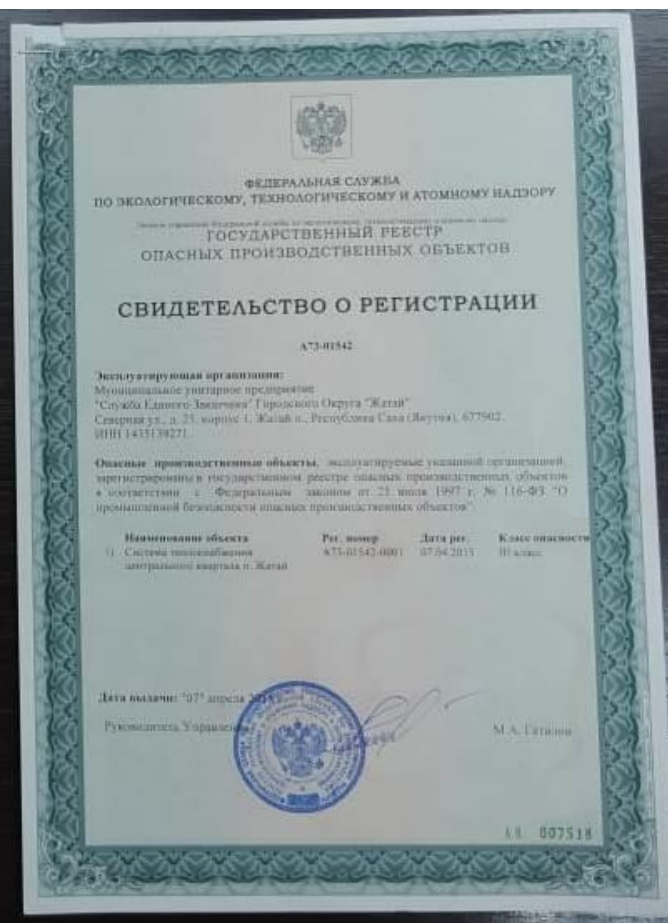 ФЕДЕРАЛЬНАЯ СЛУЖБА
ПО ЭКОЛОГИЧЕСКОМУ, ТЕХНОЛОГИЧЕСКОМУ И АТОМНОМУ НАДЗОРУ
ГОСУДАРСТВЕННЫЙ РЕЕСТР
ОПАСНЫХ ПРОИЗВОДСТВЕННЫХ ОБЪЕКТОВ
СВИДЕТЕЛЬСТВО О РЕГИСТРАЦИИ
А73-01542
Эксплуатирующая организация:
Муниципальное унитарное предприятие
"Служба Единого Заказчика" Городского Округа "Жатай"
Северная ул., д. 25, корпус 1, Жатай п., Республика Саха (Якутия), 677902
ИНН 1435139271
Опасные производственные объекты, эксплуатируемые указанной организацией,
зарегистрированы в государственном реестре опасных производственных объектов
в соответствии с Федеральным законом от 21 июля 1997 г. № 116-ФЗ "О
промышленной безопасности опасных производственных объектов".
Наименование объекта Рег. номер Дата рег. Класс опасности
1) Система теплоснабжения А73-01542-0001 07.04.2015 III класс
центрального квартала п. Жатай
Дата выдачи: "07" апреля
Руководитель Управления М.А.
007518